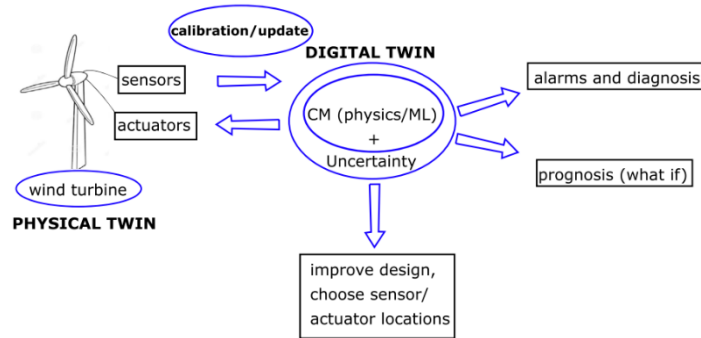 calibration/update
DIGITAL TWIN
sensors
alarms and diagnosis
CM (physics/ML)
actuators
+
Uncertainty
wind turbine
prognosis (what if)
PHYSICAL TWIN
improve design,
choose sensor/
actuator locations